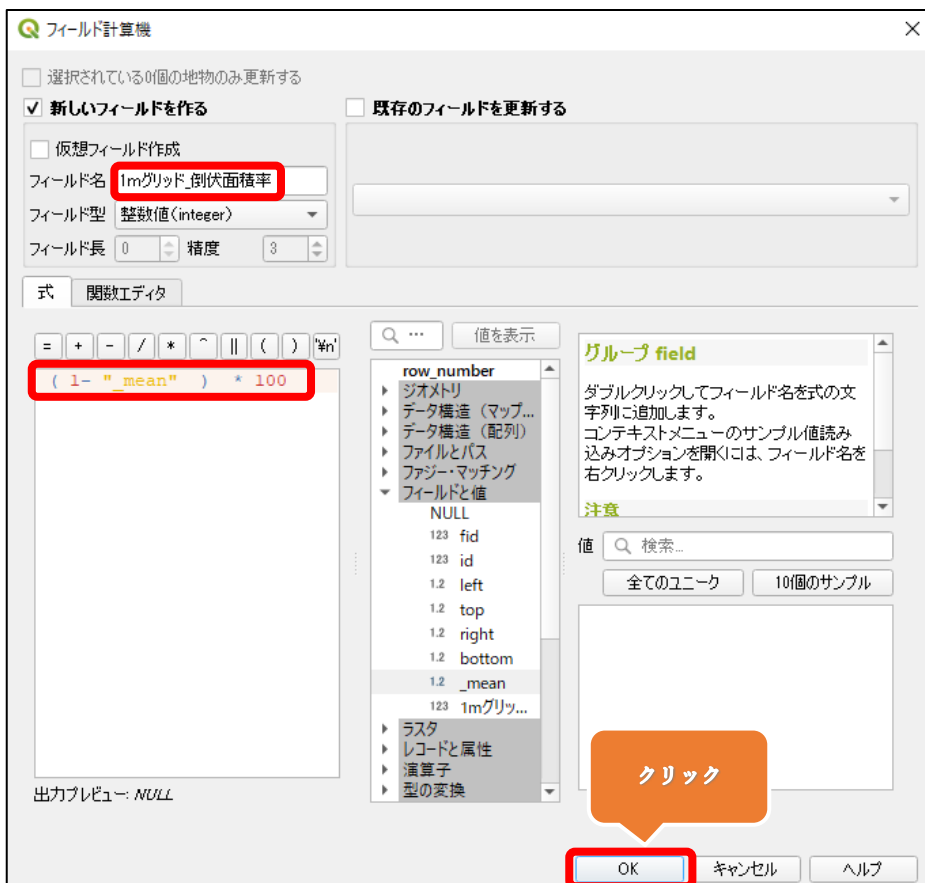 フィールド計算機
選択されている0個の地物のみ更新する
新しいフィールドを作る
既存のフィールドを更新する
仮想フィールド作成
フィールド名 1mグリッド_倒伏面積率
フィールド型 整数値(integer)
フィールド長 0 精度 3
式 関数エディタ
= + - / * ^ || ( ) '¥n'
( 1- "_mean" ) * 100
出力プレビュー: NULL
... 値を表示
row_number
ジオメトリ
データ構造（マップ...
データ構造（配列）
ファイルとパス
ファジー・マッチング
フィールドと値
NULL
123 fid
123 id
1.2 left
1.2 top
1.2 right
1.2 bottom
1.2 _mean
123 1mグリッ...
ラスタ
レコードと属性
演算子
型の変換
グループ field
ダブルクリックしてフィールド名を式の文
字列に追加します。
コンテキストメニューのサンプル値読み
込みオプションを開くには、フィールド名を
右クリックします。
注意
値 検索...
全てのユニーク 10個のサンプル
クリック
OK キャンセル ヘルプ